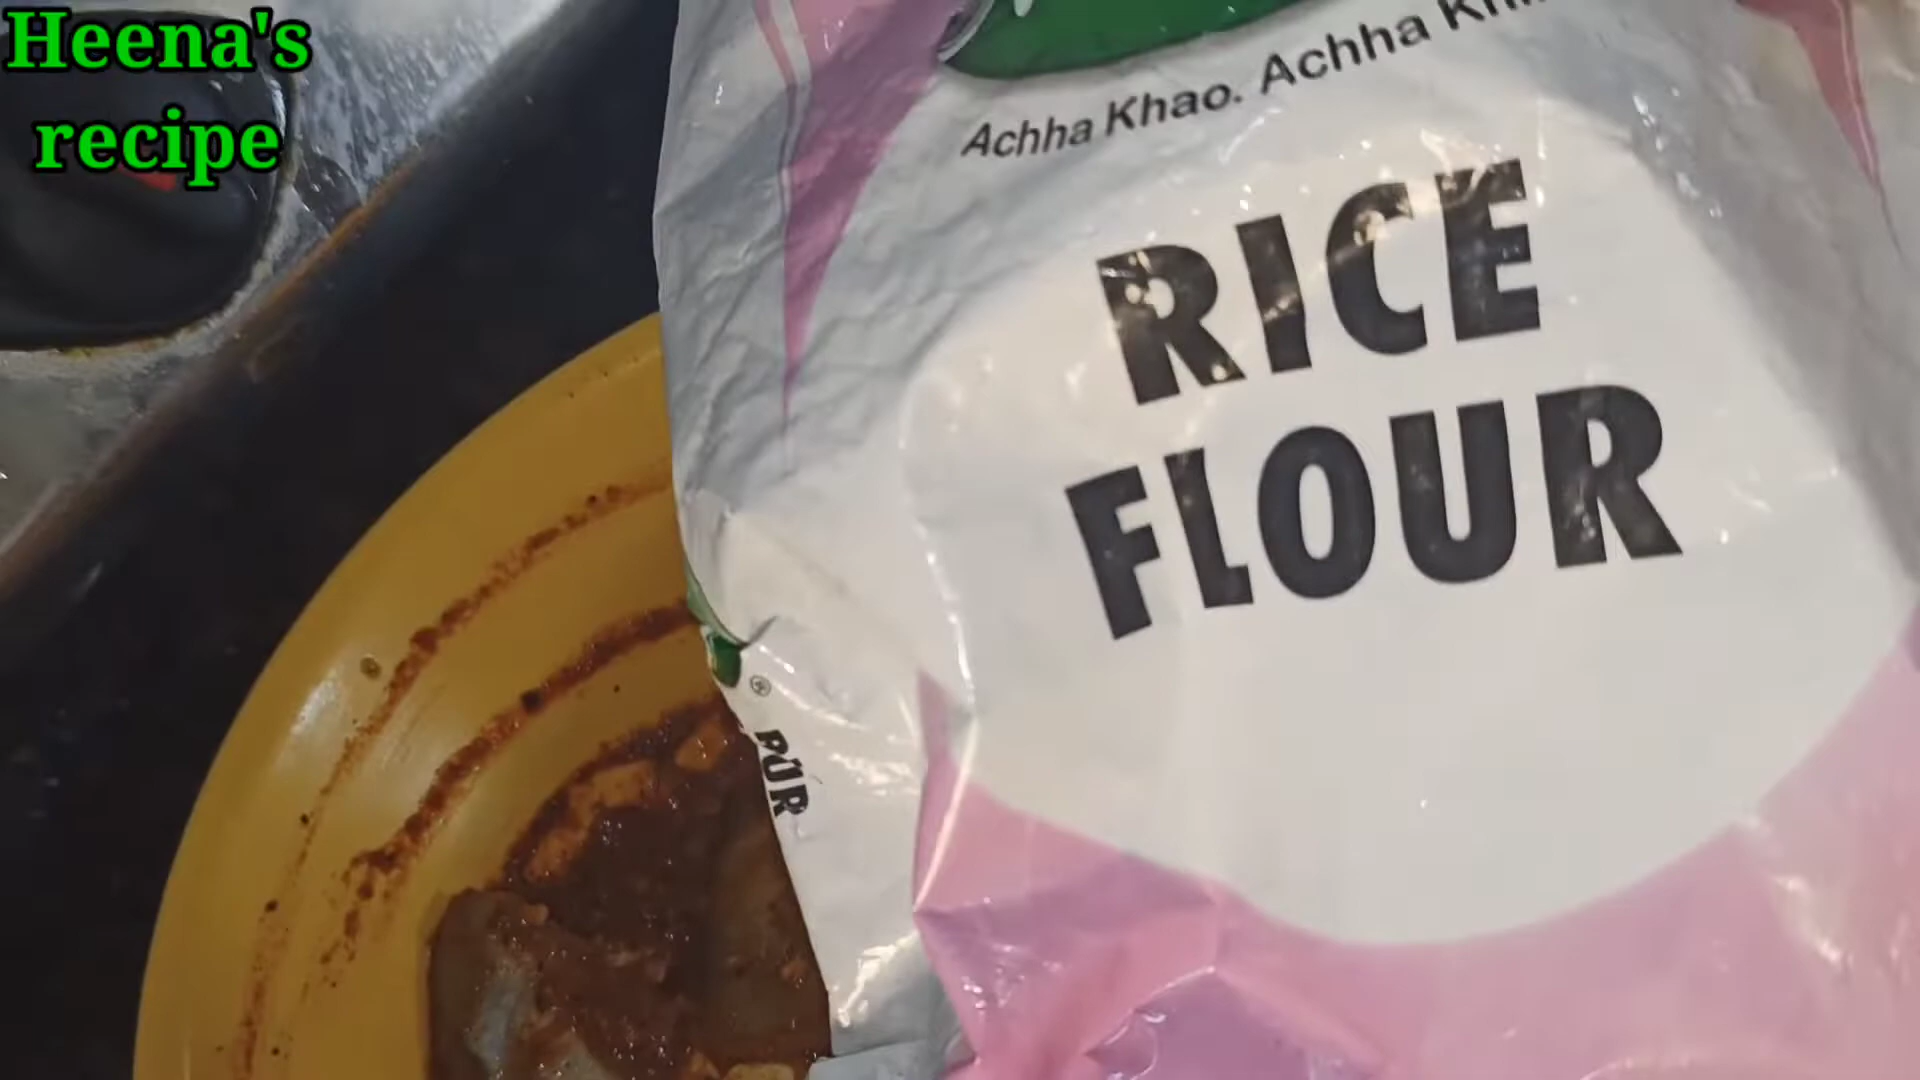 Heena's
recipe
Achha Khao. Achha
RICE
FLOUR
PUR